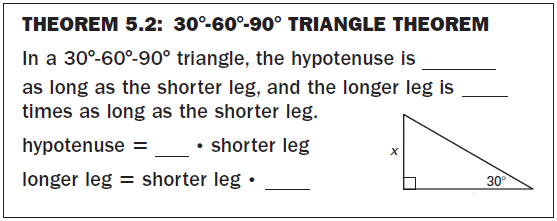 THEOREM 5.2: 30°-60°-90° TRIANGLE THEOREM
In a 30°-60°-90° triangle, the hypotenuse is ________
as long as the shorter leg, and the longer leg is _____
times as long as the shorter leg.
hypotenuse = ___ • shorter leg
longer leg = shorter leg • _____
x
30°